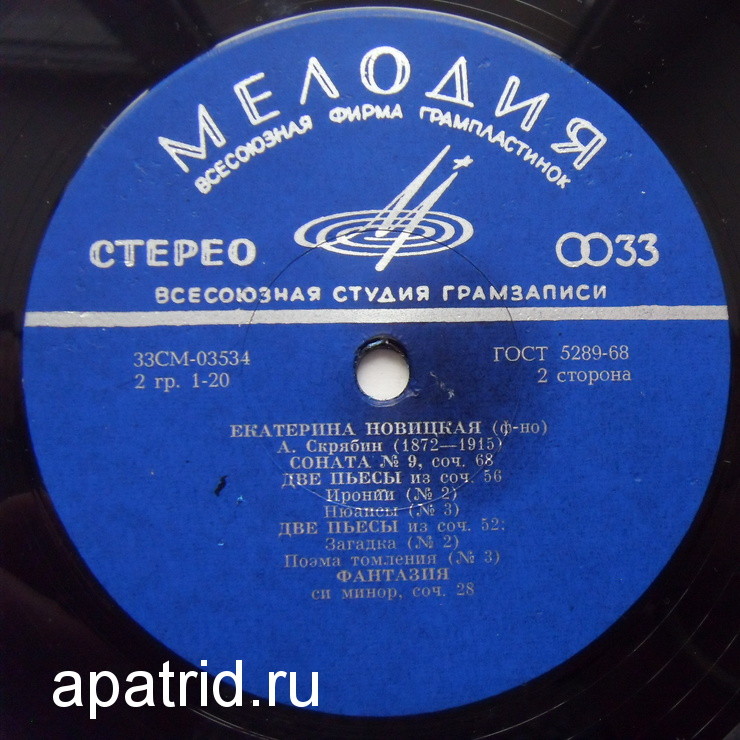 МЕЛОДИЯ
ВСЕСОЮЗНАЯ ФИРМА ГРАМПЛАСТИНОК
СТЕРЕО
33
ВСЕСОЮЗНАЯ СТУДИЯ ГРАМЗАПИСИ
33СМ-03534
ГОСТ 5289-68
2 гр. 1-20
2 сторона
ЕКАТЕРИНА НОВИЦКАЯ (ф-но)
А. Скрябин (1872—1915)
СОНАТА № 9, соч. 68
ДВЕ ПЬЕСЫ из соч. 56
Иронии (№ 2)
Нюансы (№ 3)
ДВЕ ПЬЕСЫ из соч. 52:
Загадка (№ 2)
Поэма томления (№ 3)
ФАНТАЗИЯ
си минор, соч. 28
apatrid.ru